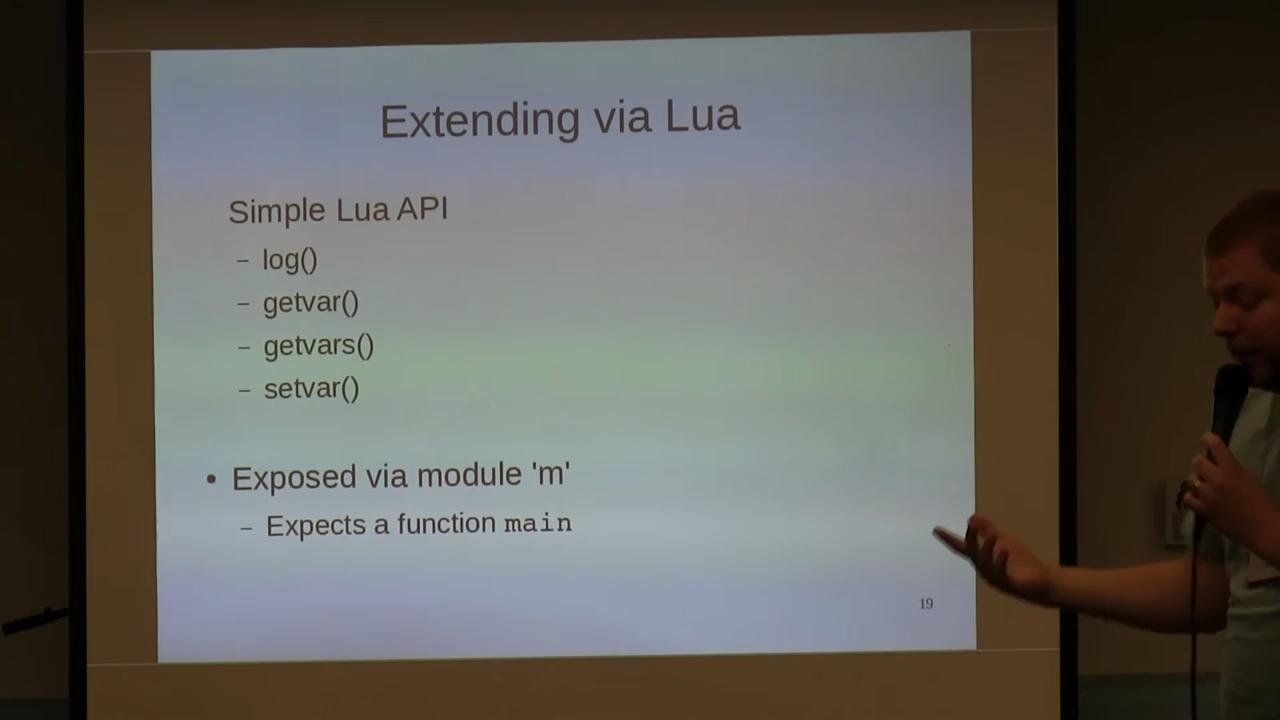 Extending via Lua
Simple Lua API
– log()
– getvar()
– getvars()
– setvar()
• Exposed via module 'm'
– Expects a function main
19